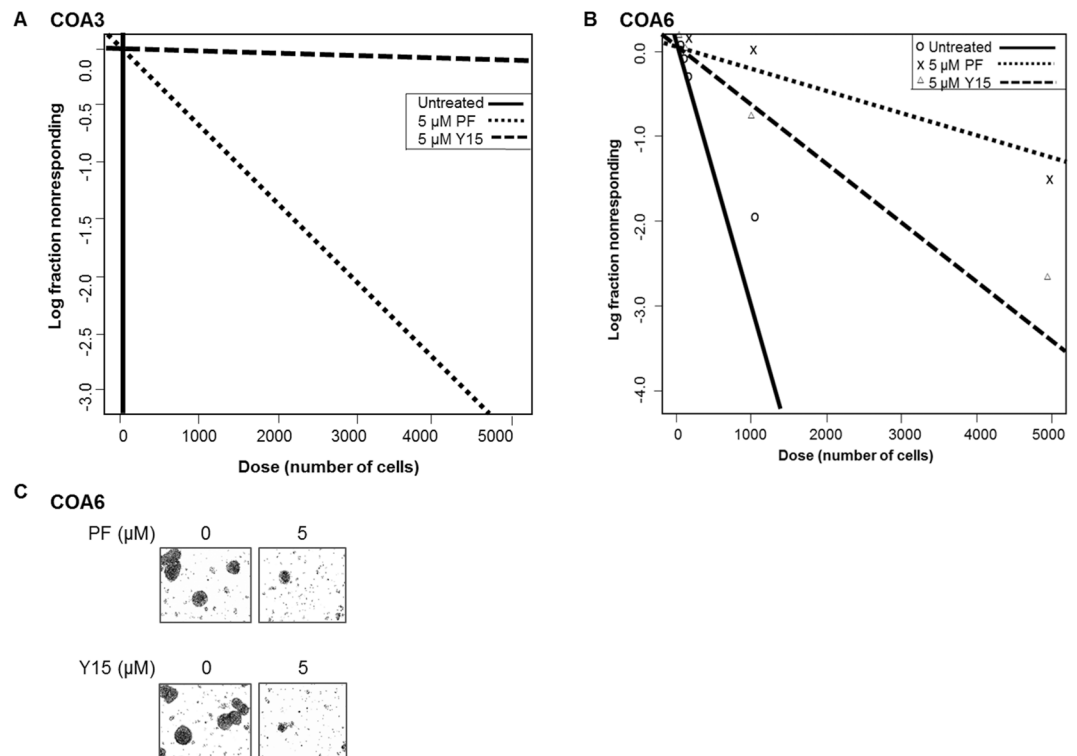 A COA3
Log fraction nonresponding
0.0
-0.5
-1.0
-1.5
-2.0
-2.5
-3.0
Untreated
5 µM PF
5 µM Y15
0 1000 2000 3000 4000 5000
Dose (number of cells)
B COA6
Log fraction nonresponding
0.0
-1.0
-2.0
-3.0
-4.0
o Untreated
x 5 µM PF
△ 5 µM Y15
0 1000 2000 3000 4000 5000
Dose (number of cells)
C COA6
PF (µM) 0 5
Y15 (µM) 0 5